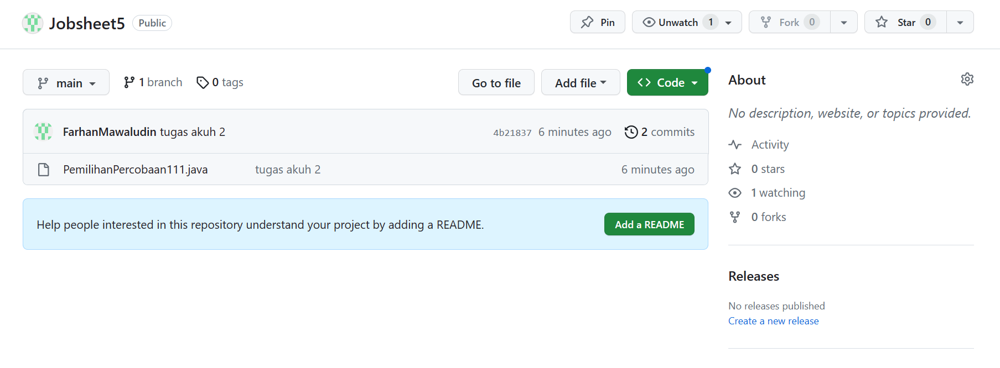 Jobsheet5 Public Pin Unwatch 1 Fork 0 Star 0
main 1 branch 0 tags Go to file Add file Code
FarhanMawaludin tugas akuh 2 4b21837 6 minutes ago 2 commits
PemilihanPercobaan111.java tugas akuh 2 6 minutes ago
Help people interested in this repository understand your project by adding a README. Add a README
About
No description, website, or topics provided.
Activity
0 stars
1 watching
0 forks
Releases
No releases published
Create a new release